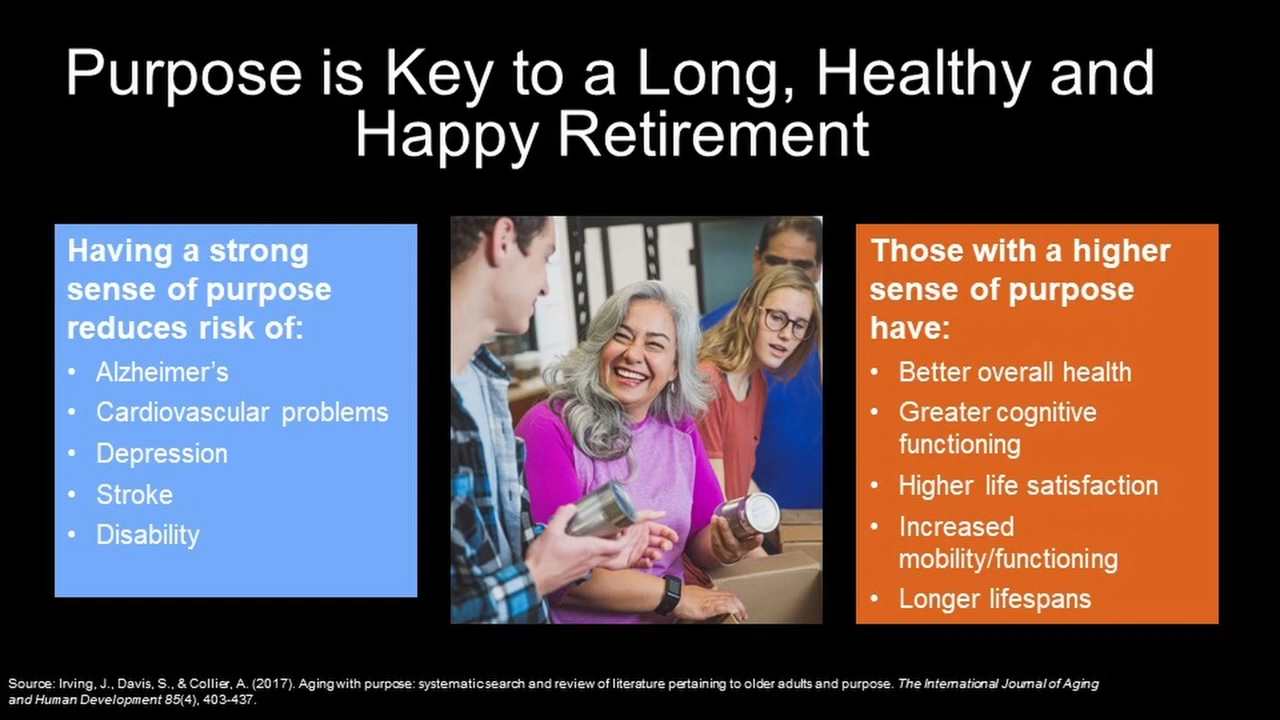 Purpose is Key to a Long, Healthy and
Happy Retirement
Having a strong
sense of purpose
reduces risk of:
• Alzheimer’s
• Cardiovascular problems
• Depression
• Stroke
• Disability
Those with a higher
sense of purpose
have:
• Better overall health
• Greater cognitive
functioning
• Higher life satisfaction
• Increased
mobility/functioning
• Longer lifespans
Source: Irving, J., Davis, S., & Collier, A. (2017). Aging with purpose: systematic search and review of literature pertaining to older adults and purpose. The International Journal of Aging
and Human Development 85(4), 403-437.